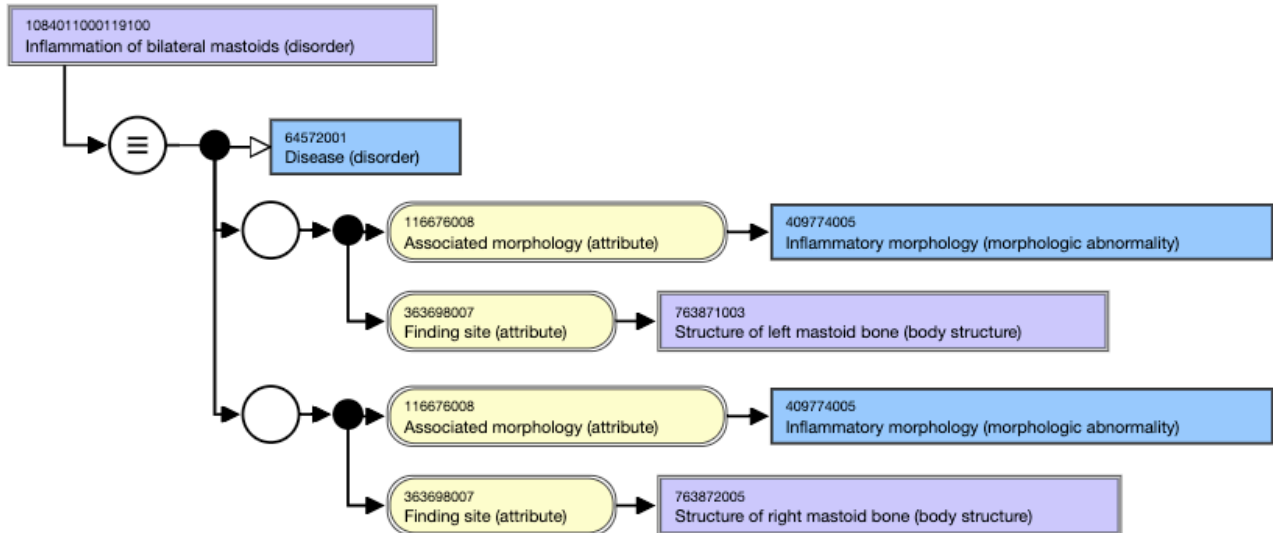 1084011000119100
Inflammation of bilateral mastoids (disorder)
64572001
Disease (disorder)
116676008
Associated morphology (attribute)
409774005
Inflammatory morphology (morphologic abnormality)
363698007
Finding site (attribute)
763871003
Structure of left mastoid bone (body structure)
116676008
Associated morphology (attribute)
409774005
Inflammatory morphology (morphologic abnormality)
363698007
Finding site (attribute)
763872005
Structure of right mastoid bone (body structure)